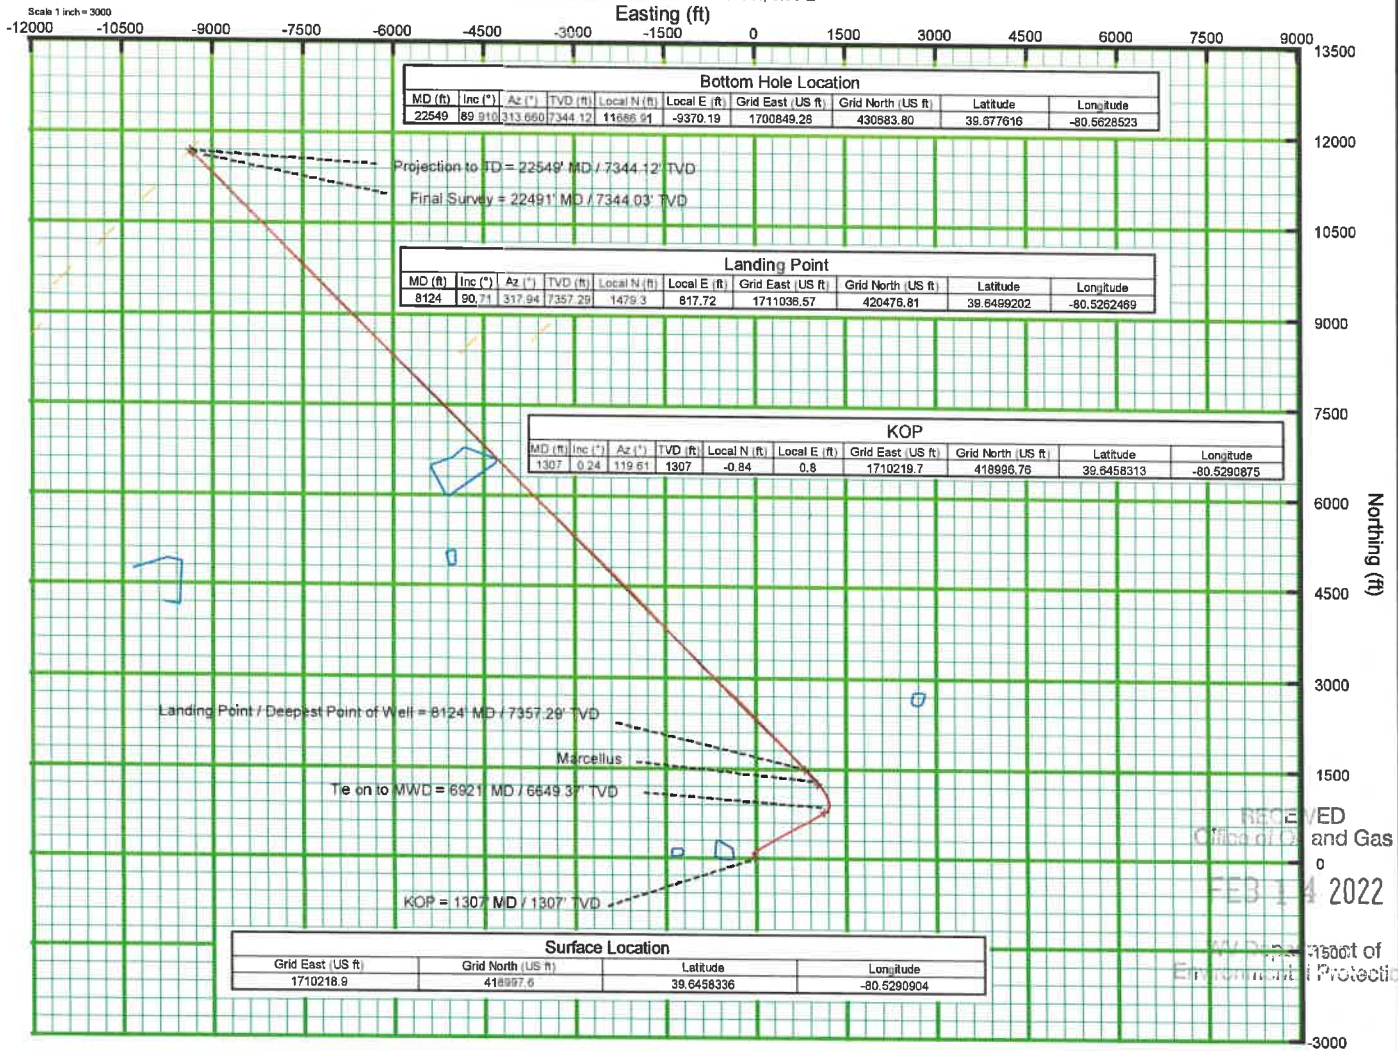 Scale 1 inch = 3000
Easting (ft)
-12000 -10500 -9000 -7500 -6000 -4500 -3000 -1500 0 1500 3000 4500 6000 7500 9000
13500
Bottom Hole Location
MD (ft) Inc (°) Az (°) TVD (ft) Local N (ft) Local E (ft) Grid East (US ft) Grid North (US ft) Latitude Longitude
22549 89.910 313.660 7344.12 11686.91 -9370.19 1700849.28 430683.80 39.677616 -80.5628523
12000
Projection to TD = 22549' MD / 7344.12' TVD
Final Survey = 22491' MD / 7344.03' TVD
10500
Landing Point
MD (ft) Inc (°) Az (°) TVD (ft) Local N (ft) Local E (ft) Grid East (US ft) Grid North (US ft) Latitude Longitude
8124 90.71 317.94 7357.29 1479.3 817.72 1711036.57 420476.81 39.6499202 -80.5262469
9000
7500
KOP
MD (ft) Inc (°) Az (°) TVD (ft) Local N (ft) Local E (ft) Grid East (US ft) Grid North (US ft) Latitude Longitude
1307 0.24 119.61 1307 -0.84 0.8 1710219.7 418996.76 39.6458313 -80.5290875
6000
Northing (ft)
4500
3000
Landing Point / Deepest Point of Well = 8124' MD / 7357.29' TVD
Marcellus
1500
Tie on to MWD = 6921' MD / 6649.37' TVD
RECEIVED
Office of Oil and Gas
0
FEB 14 2022
KOP = 1307' MD / 1307' TVD
WV Department of
-1500
Environmental Protectio
Surface Location
Grid East (US ft) Grid North (US ft) Latitude Longitude
1710218.9 418997.6 39.6458336 -80.5290904
-3000